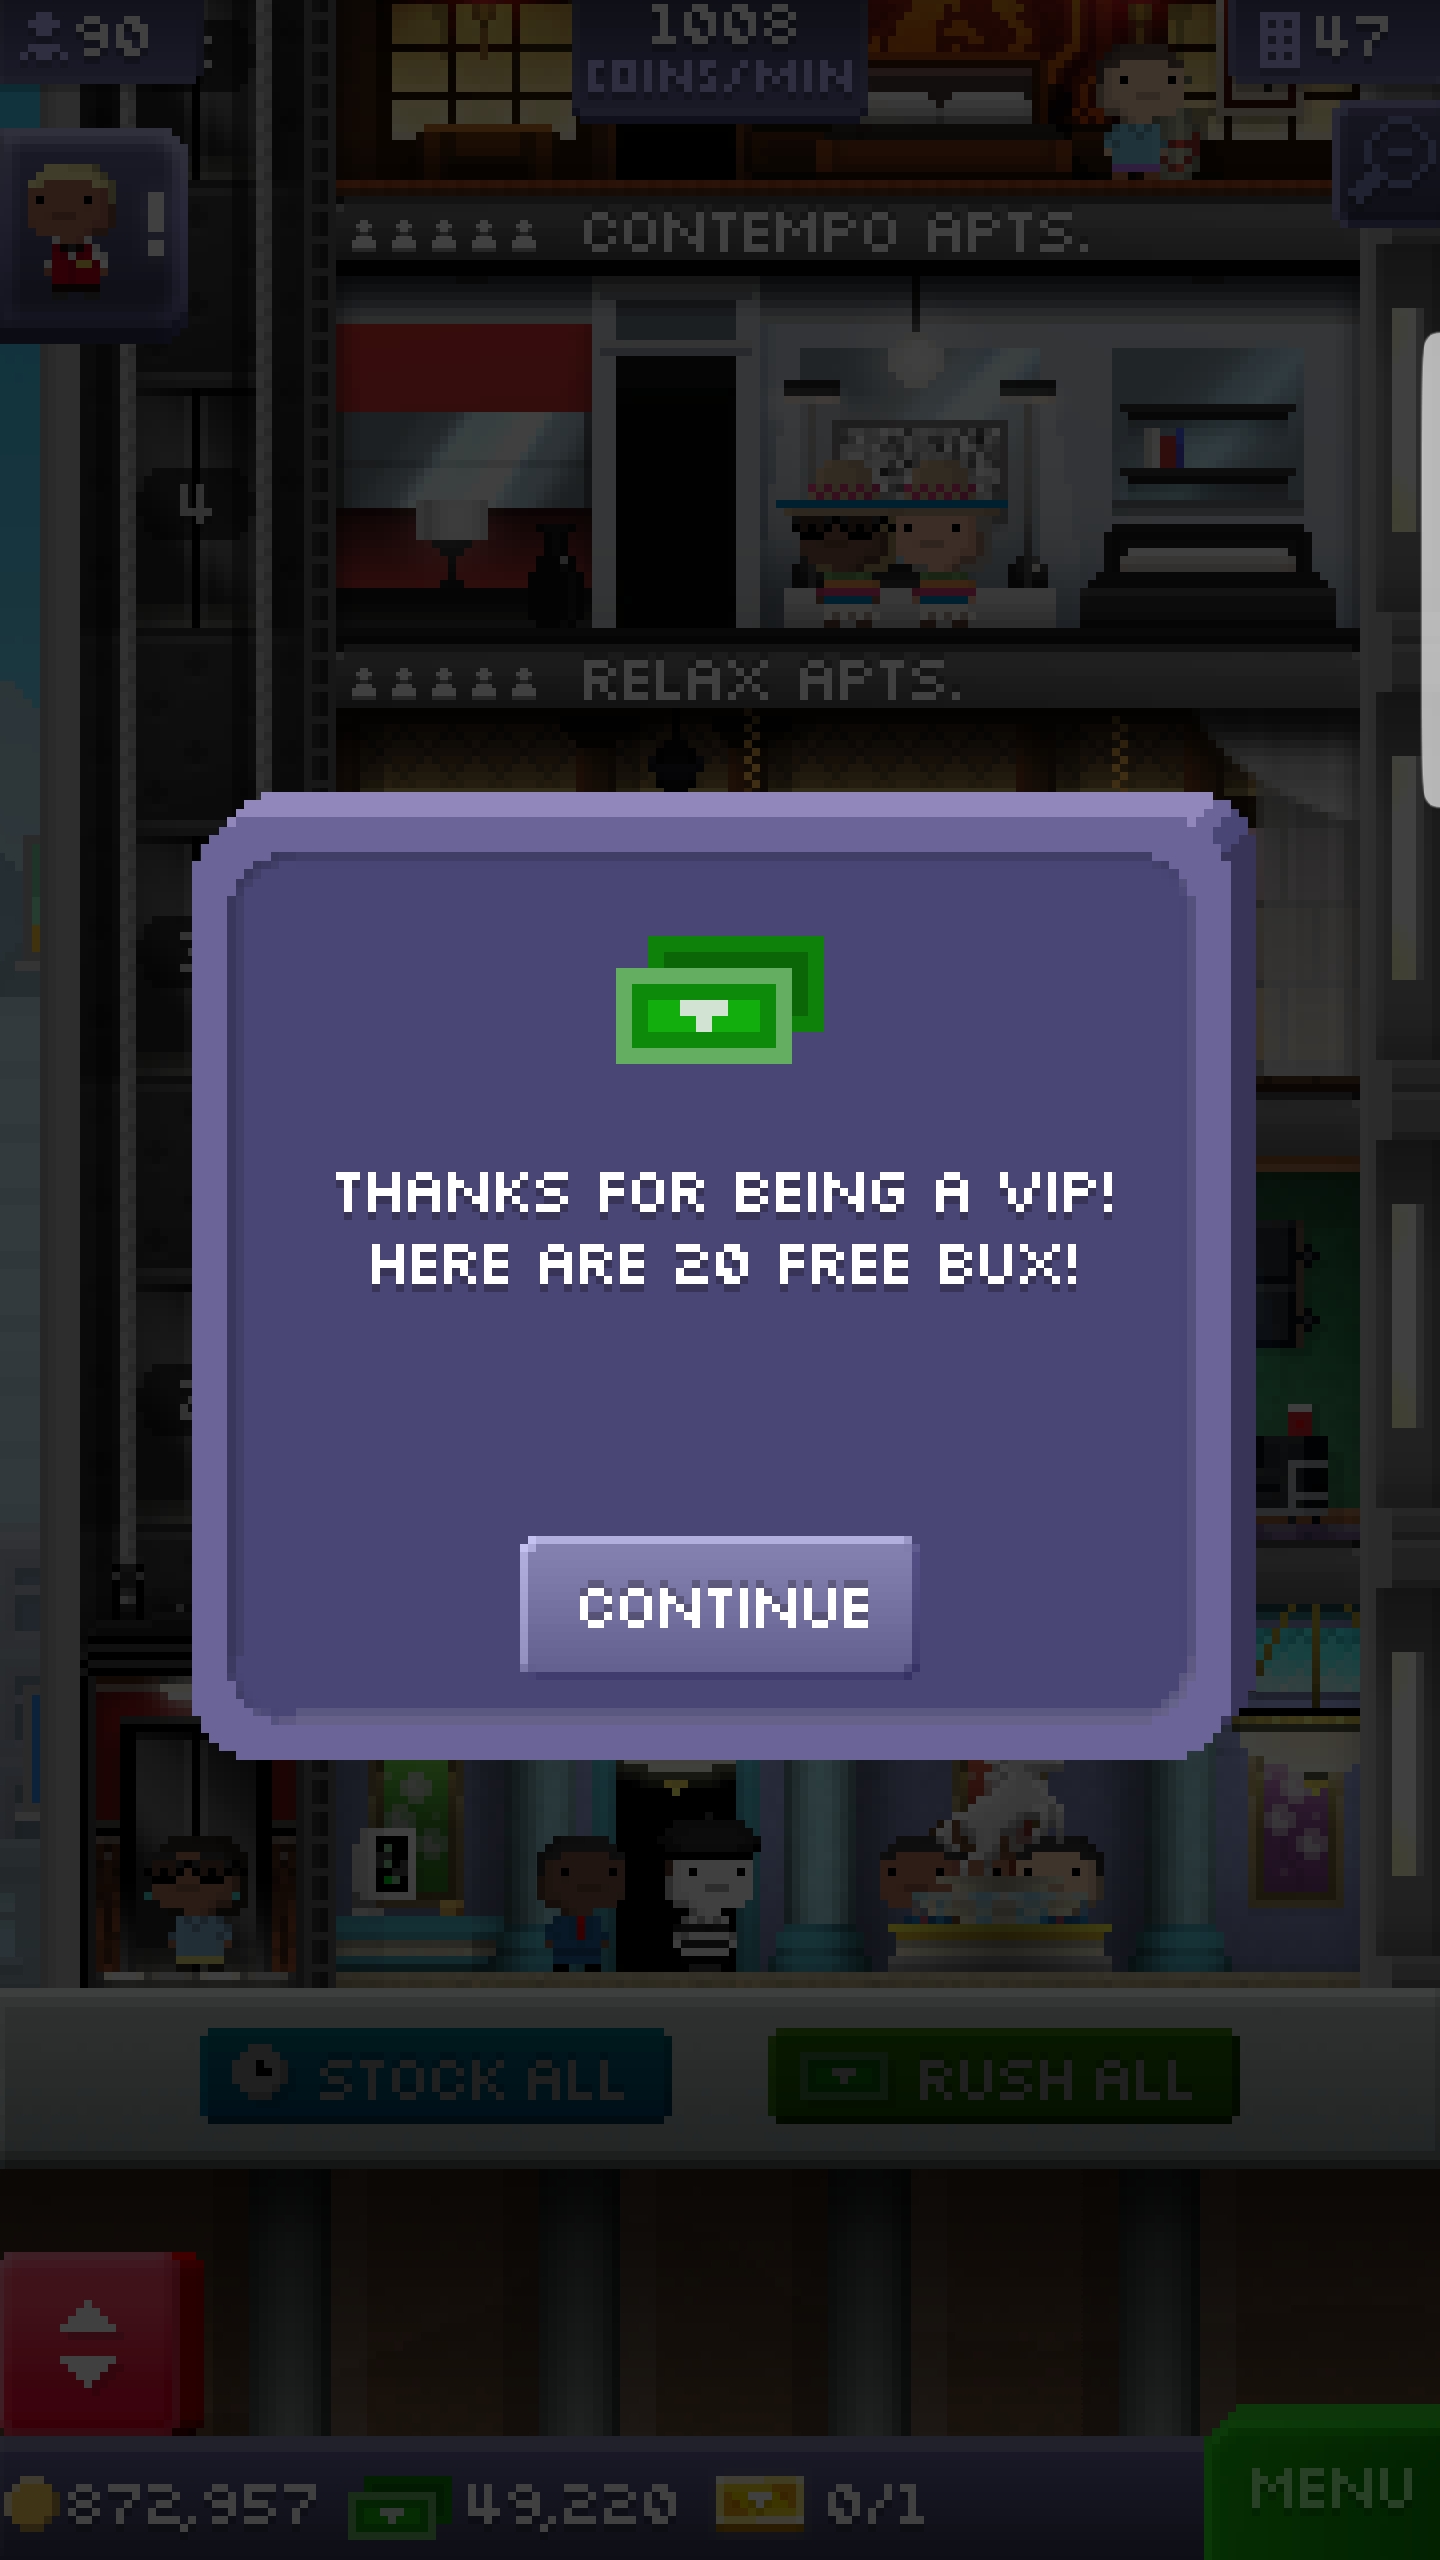 90
1008
COINS/MIN
47
!
CONTEMPO APTS.
4
RELAX APTS.
THANKS FOR BEING A VIP!
HERE ARE 20 FREE BUX!
CONTINUE
STOCK ALL
RUSH ALL
872,957
49,220
0/1
MENU